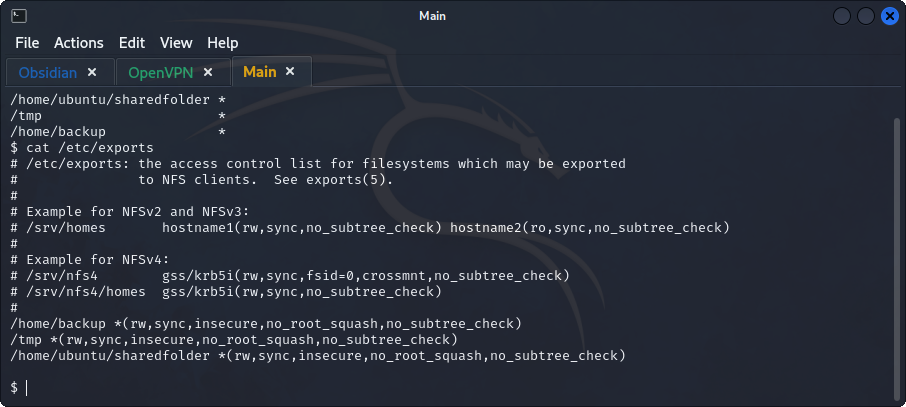 Main
File Actions Edit View Help
Obsidian × OpenVPN × Main ×
/home/ubuntu/sharedfolder *
/tmp                      *
/home/backup              *
$ cat /etc/exports
# /etc/exports: the access control list for filesystems which may be exported
#               to NFS clients.  See exports(5).
#
# Example for NFSv2 and NFSv3:
# /srv/homes       hostname1(rw,sync,no_subtree_check) hostname2(ro,sync,no_subtree_check)
#
# Example for NFSv4:
# /srv/nfs4        gss/krb5i(rw,sync,fsid=0,crossmnt,no_subtree_check)
# /srv/nfs4/homes  gss/krb5i(rw,sync,no_subtree_check)
#
/home/backup *(rw,sync,insecure,no_root_squash,no_subtree_check)
/tmp *(rw,sync,insecure,no_root_squash,no_subtree_check)
/home/ubuntu/sharedfolder *(rw,sync,insecure,no_root_squash,no_subtree_check)
$